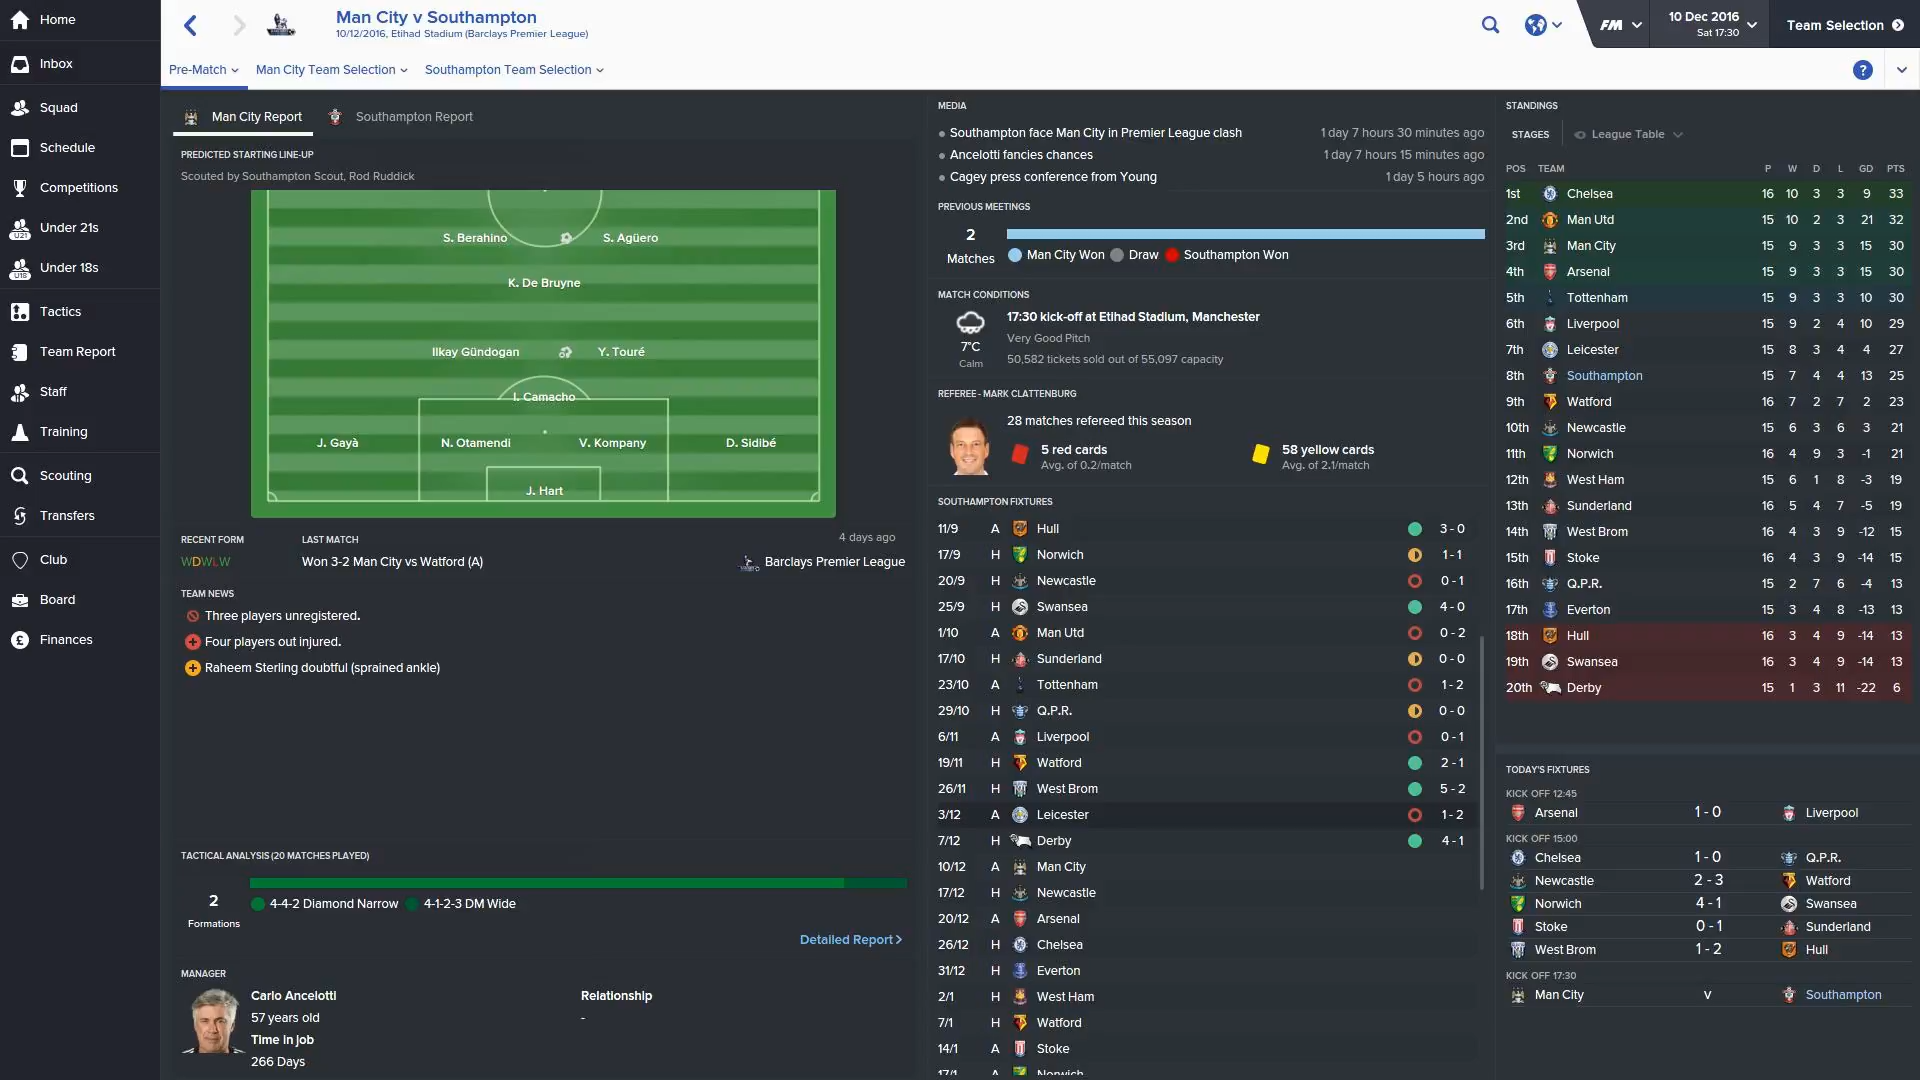 Home
Inbox
Squad
Schedule
Competitions
Under 21s
Under 18s
Tactics
Team Report
Staff
Training
Scouting
Transfers
Club
Board
Finances
Man City v Southampton
10/12/2016, Etihad Stadium (Barclays Premier League)
FM
10 Dec 2016
Sat 17:30
Team Selection
Pre-Match
Man City Team Selection
Southampton Team Selection
?
Man City Report
Southampton Report
PREDICTED STARTING LINE-UP
Scouted by Southampton Scout, Rod Ruddick
S. Berahino
S. Agüero
K. De Bruyne
Ilkay Gündogan
Y. Touré
I. Camacho
J. Gayà
N. Otamendi
V. Kompany
D. Sidibé
J. Hart
RECENT FORM
LAST MATCH
4 days ago
WDWLW
Won 3-2 Man City vs Watford (A)
Barclays Premier League
TEAM NEWS
Three players unregistered.
Four players out injured.
Raheem Sterling doubtful (sprained ankle)
TACTICAL ANALYSIS (20 MATCHES PLAYED)
2
Formations
4-4-2 Diamond Narrow
4-1-2-3 DM Wide
Detailed Report >
MANAGER
Carlo Ancelotti
57 years old
Time in job
266 Days
Relationship
-
MEDIA
Southampton face Man City in Premier League clash 1 day 7 hours 30 minutes ago
Ancelotti fancies chances 1 day 7 hours 15 minutes ago
Cagey press conference from Young 1 day 5 hours ago
PREVIOUS MEETINGS
2
Matches
Man City Won Draw Southampton Won
MATCH CONDITIONS
17:30 kick-off at Etihad Stadium, Manchester
Very Good Pitch
7°C
Calm
50,582 tickets sold out of 55,097 capacity
REFEREE - MARK CLATTENBURG
28 matches refereed this season
5 red cards
Avg. of 0.2/match
58 yellow cards
Avg. of 2.1/match
SOUTHAMPTON FIXTURES
11/9 A Hull 3 - 0
17/9 H Norwich 1 - 1
20/9 H Newcastle 0 - 1
25/9 H Swansea 4 - 0
1/10 A Man Utd 0 - 2
17/10 H Sunderland 0 - 0
23/10 A Tottenham 1 - 2
29/10 H Q.P.R. 0 - 0
6/11 A Liverpool 0 - 1
19/11 H Watford 2 - 1
26/11 H West Brom 5 - 2
3/12 A Leicester 1 - 2
7/12 H Derby 4 - 1
10/12 A Man City
17/12 H Newcastle
20/12 A Arsenal
26/12 H Chelsea
31/12 H Everton
2/1 H West Ham
7/1 H Watford
14/1 A Stoke
17/1 A Norwich
STANDINGS
STAGES League Table
POS TEAM P W D L GD PTS
1st Chelsea 16 10 3 3 9 33
2nd Man Utd 15 10 2 3 21 32
3rd Man City 15 9 3 3 15 30
4th Arsenal 15 9 3 3 15 30
5th Tottenham 15 9 3 3 10 30
6th Liverpool 15 9 2 4 10 29
7th Leicester 15 8 3 4 4 27
8th Southampton 15 7 4 4 13 25
9th Watford 16 7 2 7 2 23
10th Newcastle 15 6 3 6 3 21
11th Norwich 16 4 9 3 -1 21
12th West Ham 15 6 1 8 -3 19
13th Sunderland 16 5 4 7 -5 19
14th West Brom 16 4 3 9 -12 15
15th Stoke 16 4 3 9 -14 15
16th Q.P.R. 15 2 7 6 -4 13
17th Everton 15 3 4 8 -13 13
18th Hull 16 3 4 9 -14 13
19th Swansea 16 3 4 9 -14 13
20th Derby 15 1 3 11 -22 6
TODAY'S FIXTURES
KICK OFF 12:45
Arsenal 1 - 0 Liverpool
KICK OFF 15:00
Chelsea 1 - 0 Q.P.R.
Newcastle 2 - 3 Watford
Norwich 4 - 1 Swansea
Stoke 0 - 1 Sunderland
West Brom 1 - 2 Hull
KICK OFF 17:30
Man City v Southampton